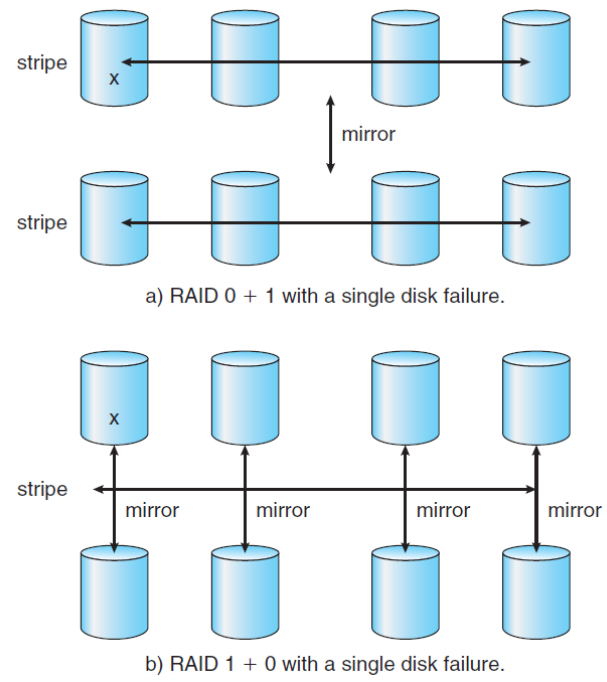 stripe
x
mirror
stripe
a) RAID 0 + 1 with a single disk failure.
x
stripe
mirror mirror mirror mirror
b) RAID 1 + 0 with a single disk failure.